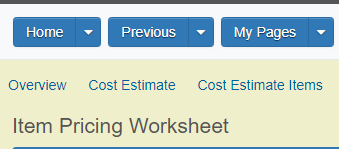 Home Previous My Pages
Overview Cost Estimate Cost Estimate Items
Item Pricing Worksheet